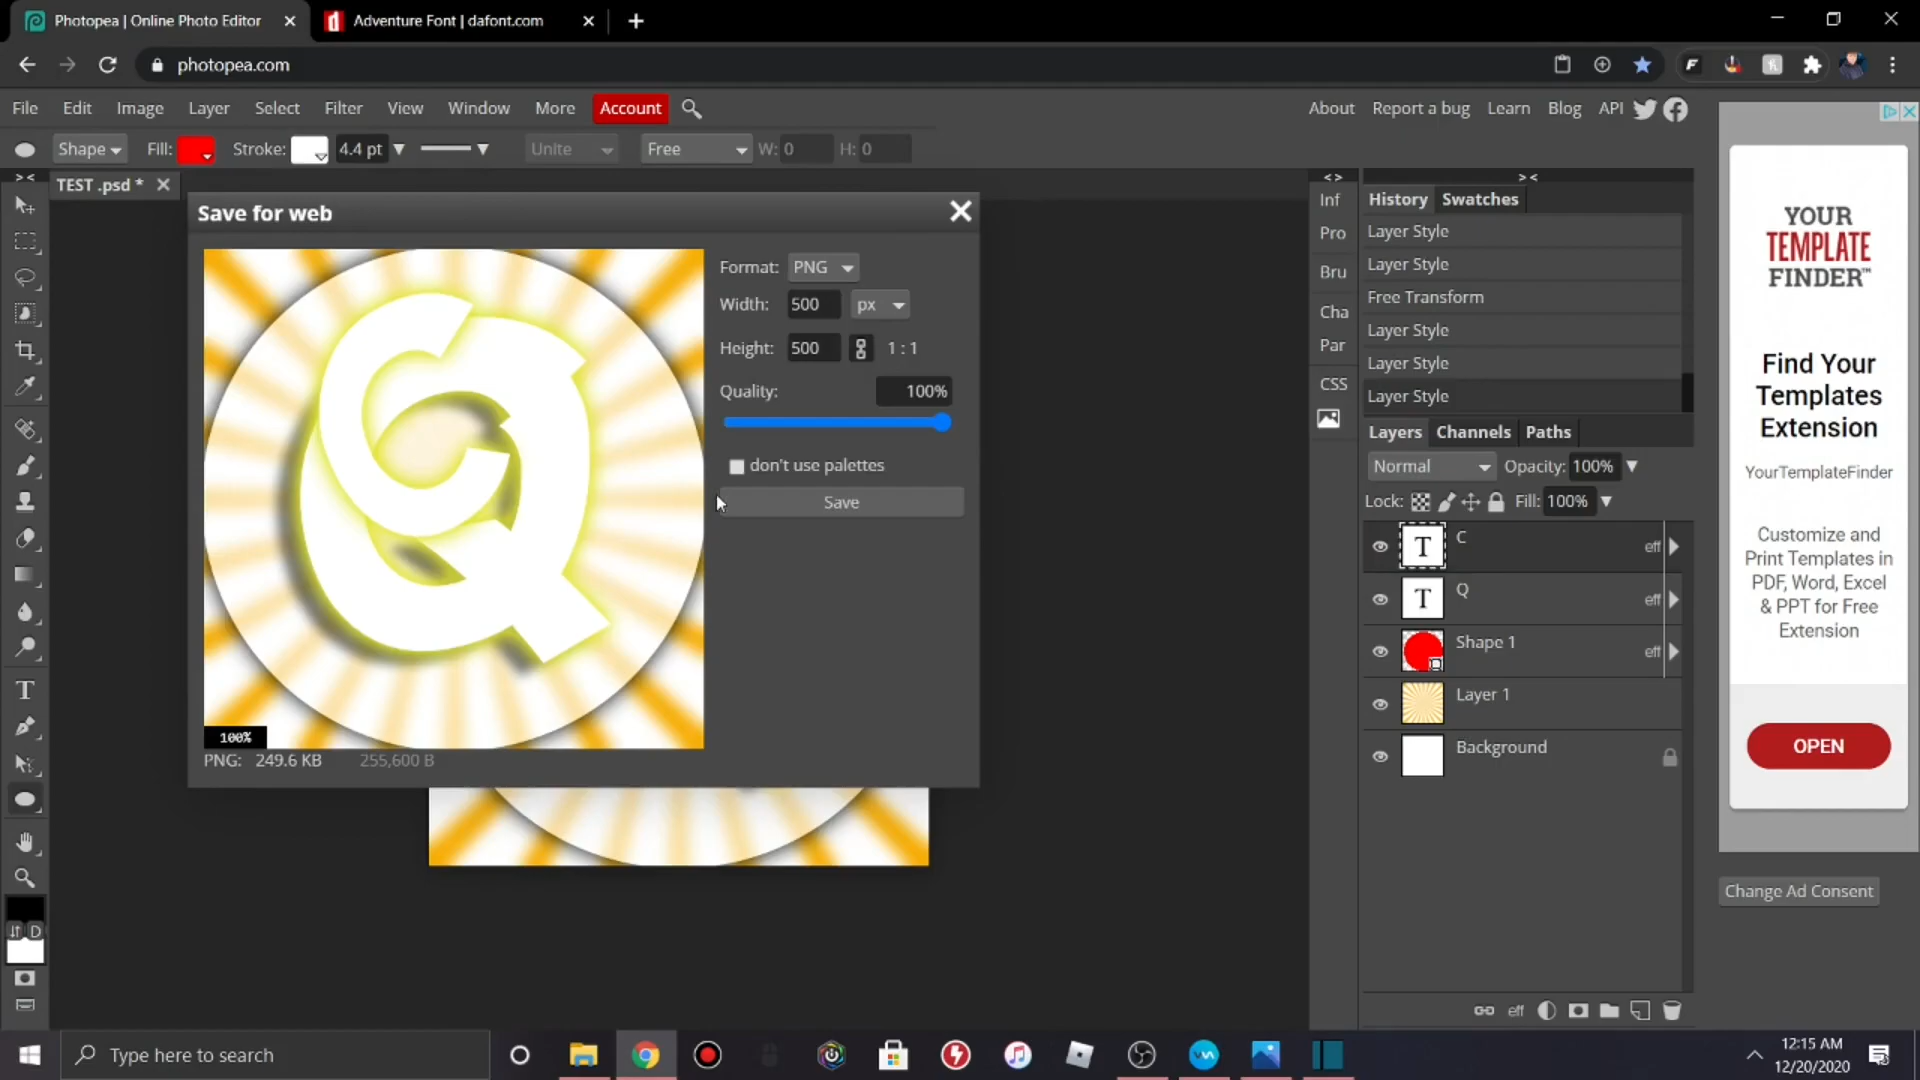 Photopea | Online Photo Editor
Adventure Font | dafont.com
photopea.com
File Edit Image Layer Select Filter View Window More Account
About Report a bug Learn Blog API
Shape Fill: Stroke: 4.4 pt Unite Free W: 0 H: 0
TEST .psd *
Save for web
Format: PNG
Width: 500 px
Height: 500 1 : 1
Quality: 100%
don't use palettes
Save
C
Q
100%
PNG: 249.6 KB 255,600 B
Inf
Pro
Bru
Cha
Par
CSS
History Swatches
Layer Style
Layer Style
Free Transform
Layer Style
Layer Style
Layer Style
Layers Channels Paths
Normal Opacity: 100%
Lock: Fill: 100%
T C eff
T Q eff
Shape 1 eff
Layer 1
Background
eff
YOUR
TEMPLATE
FINDER™
Find Your
Templates
Extension
YourTemplateFinder
Customize and
Print Templates in
PDF, Word, Excel
& PPT for Free
Extension
OPEN
Change Ad Consent
T
D
Type here to search
12:15 AM
12/20/2020